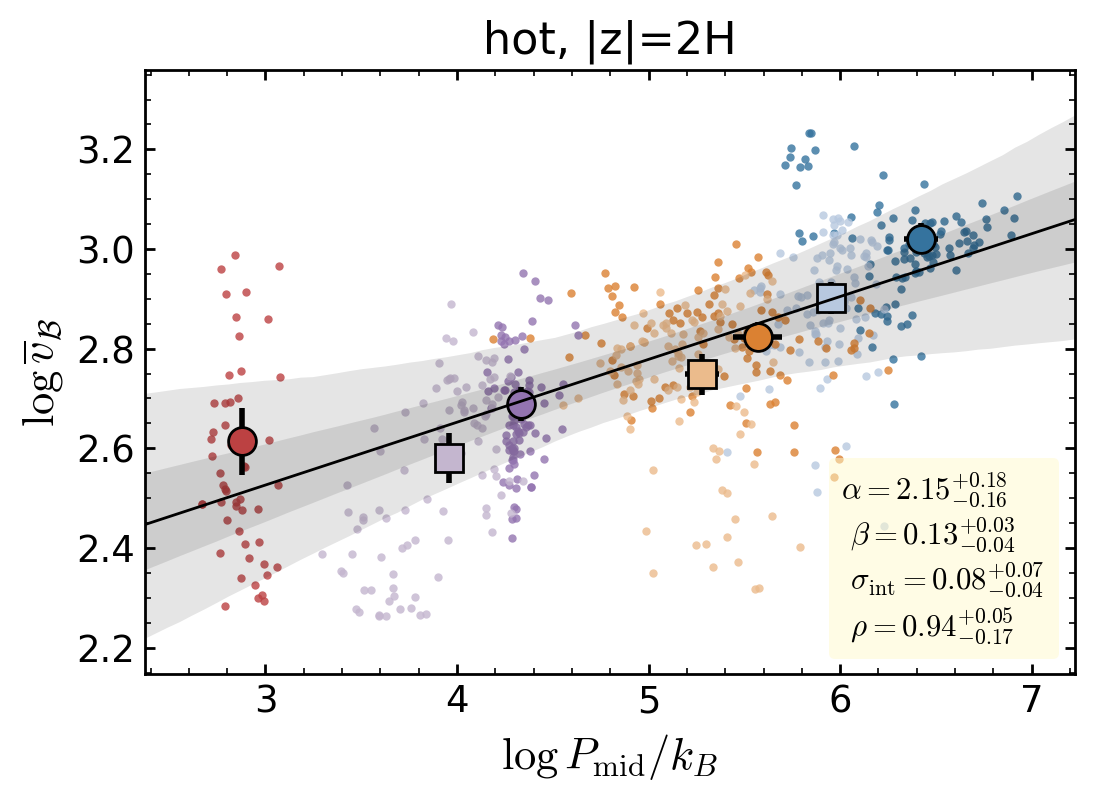 hot, |z|=2H
log v̅_ℬ
3.2
3.0
2.8
2.6
2.4
2.2
α = 2.15^{+0.18}_{-0.16}
β = 0.13^{+0.03}_{-0.04}
σ_int = 0.08^{+0.07}_{-0.04}
ρ = 0.94^{+0.05}_{-0.17}
3 4 5 6 7
log P_mid/k_B